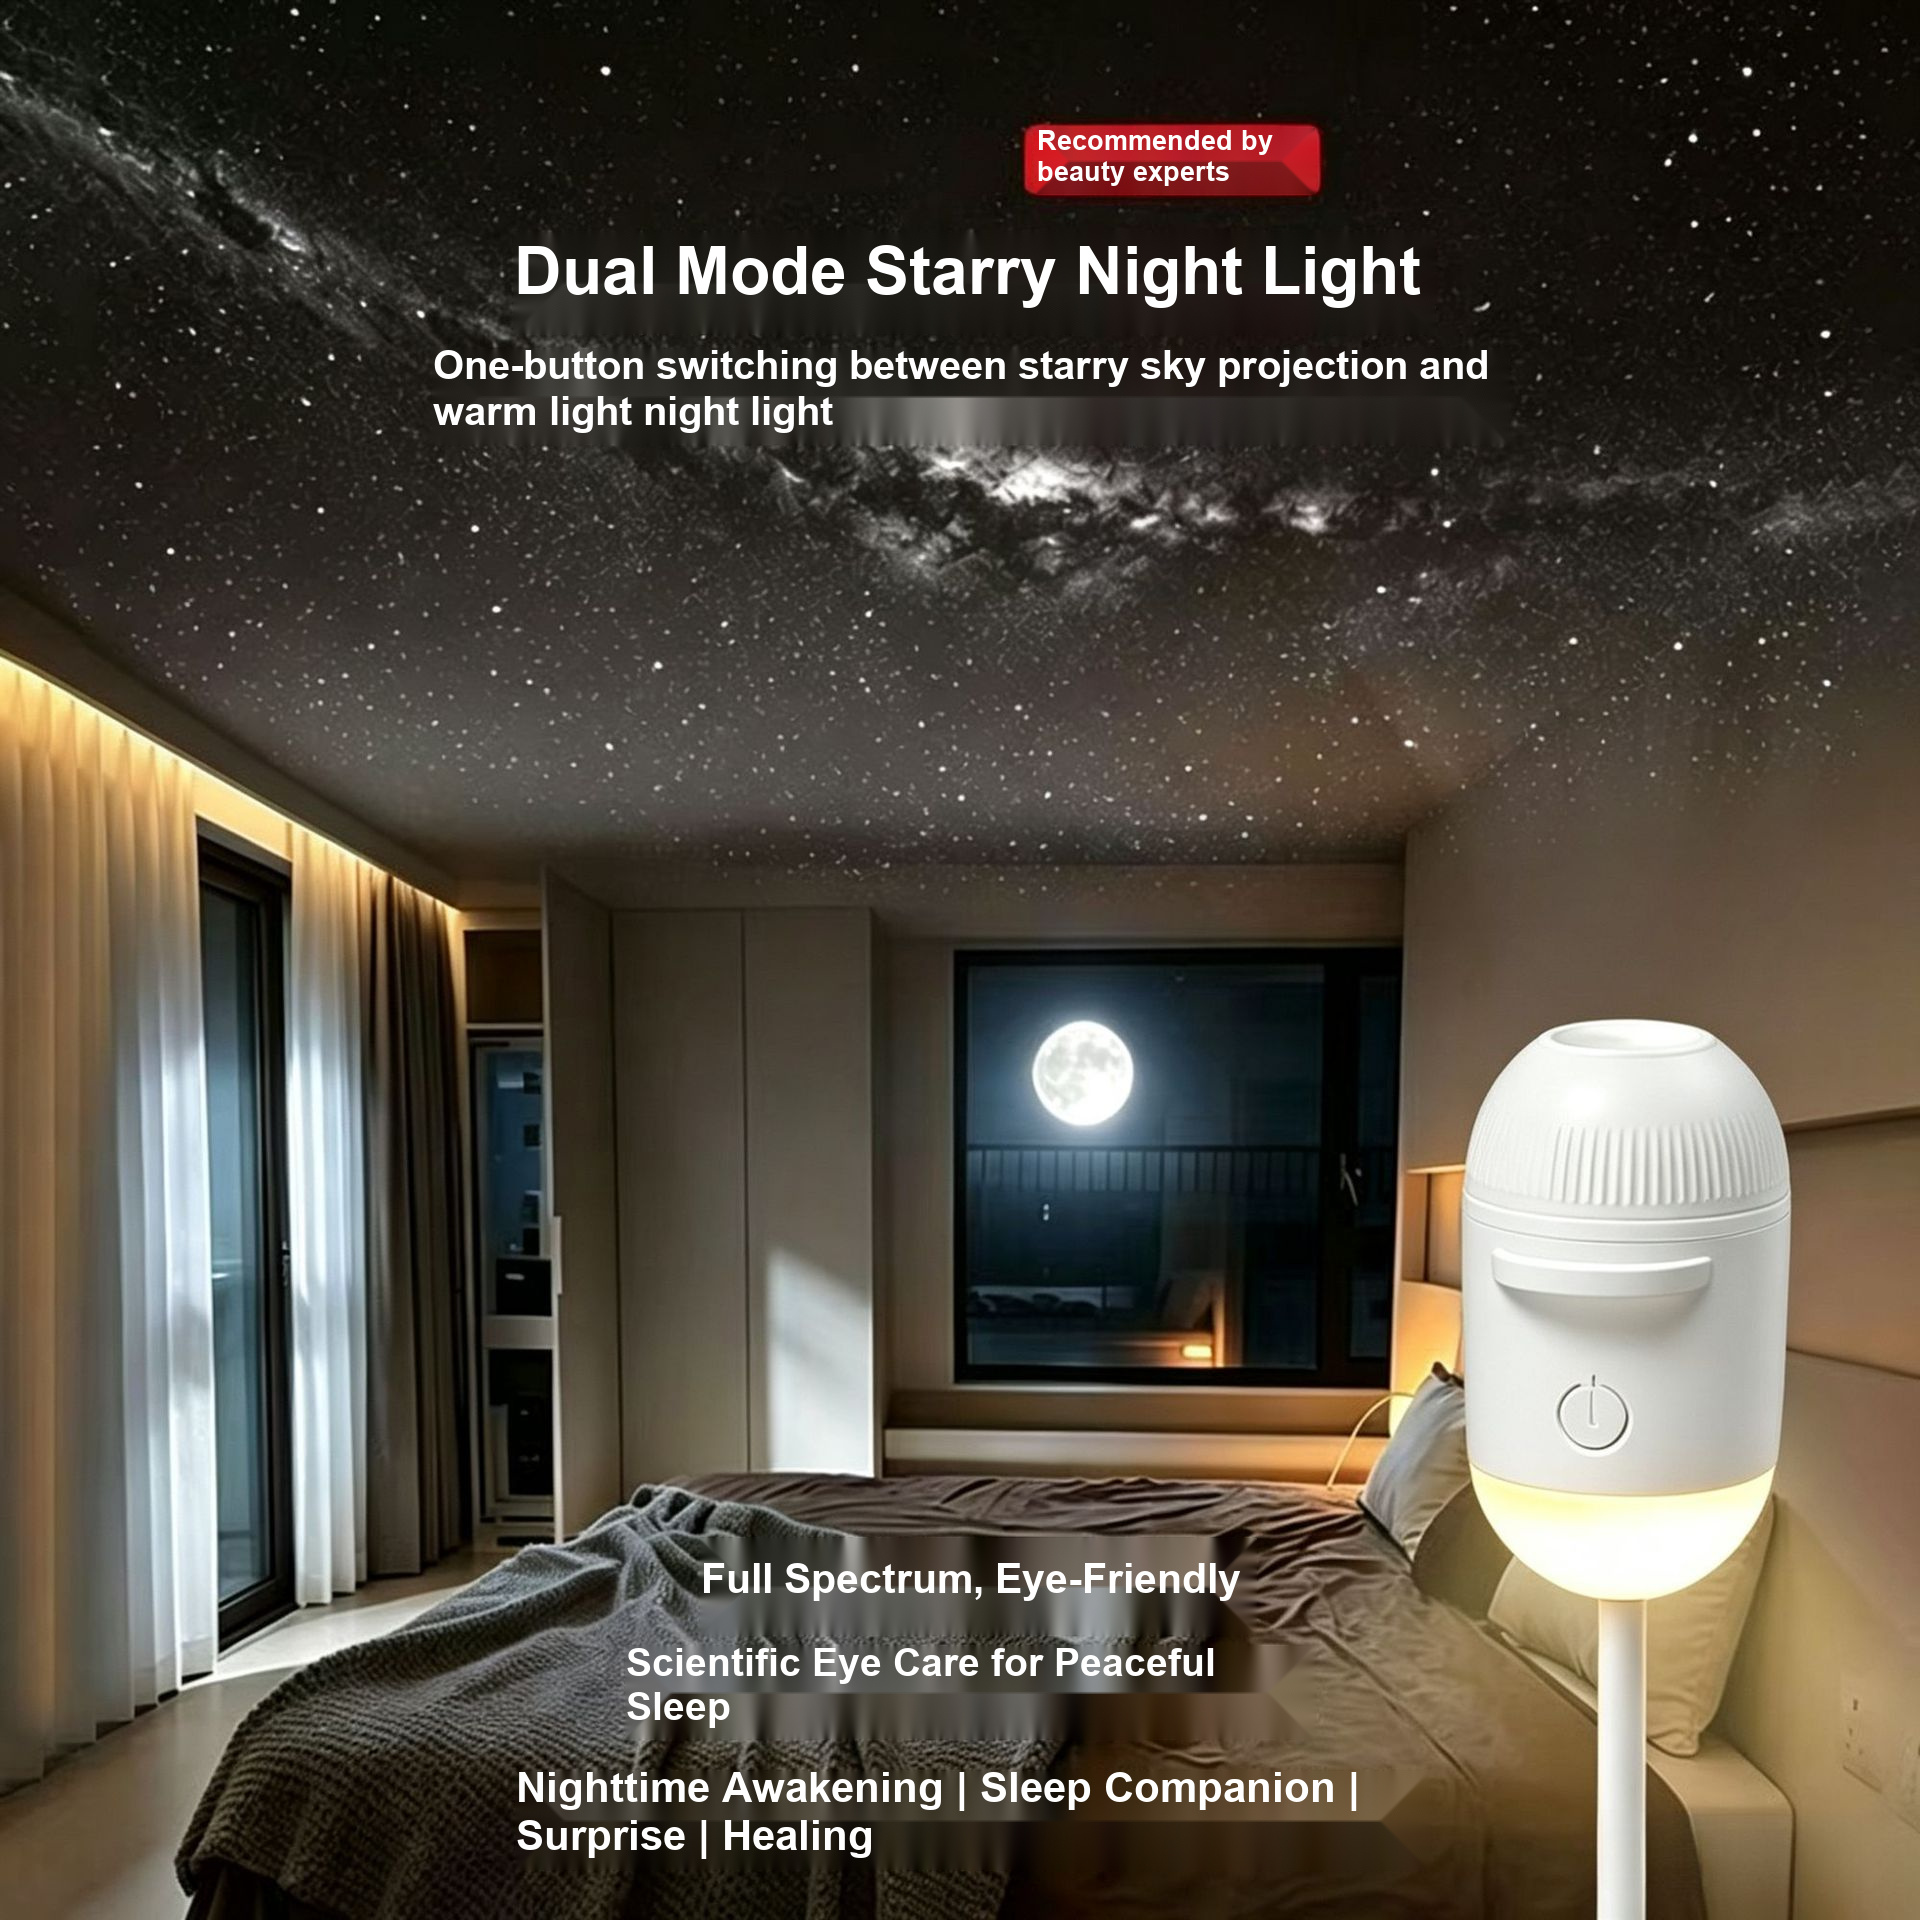 Recommended by
beauty experts
Dual Mode Starry Night Light
One-button switching between starry sky projection and
warm light night light
Full Spectrum, Eye-Friendly
Scientific Eye Care for Peaceful
Sleep
Nighttime Awakening | Sleep Companion |
Surprise | Healing